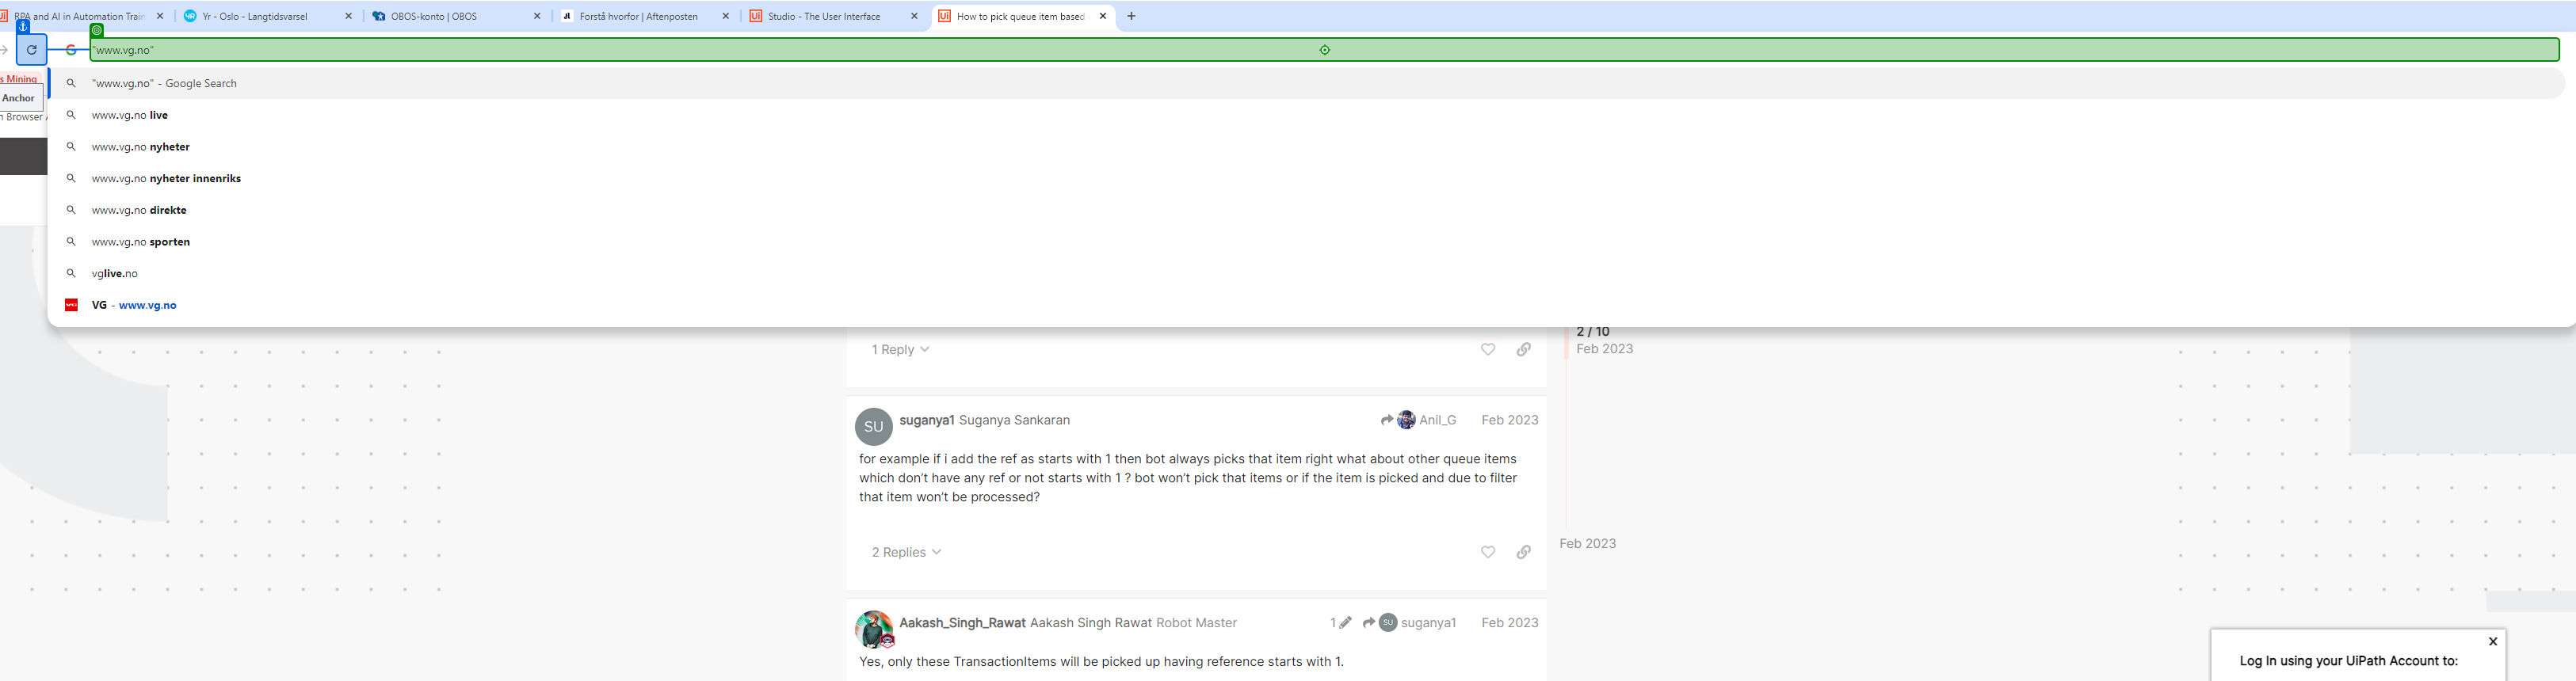 RPA and AI in Automation Train
Yr - Oslo - Langtidsvarsel
OBOS-konto | OBOS
Forstå hvorfor | Aftenposten
Studio - The User Interface
How to pick queue item based
"www.vg.no"
s Mining
Anchor
n Browser
"www.vg.no" - Google Search
www.vg.no live
www.vg.no nyheter
www.vg.no nyheter innenriks
www.vg.no direkte
www.vg.no sporten
vglive.no
VG - www.vg.no
2 / 10
1 Reply
Feb 2023
SU
suganya1 Suganya Sankaran
Anil_G
Feb 2023
for example if i add the ref as starts with 1 then bot always picks that item right what about other queue items
which don’t have any ref or not starts with 1 ? bot won’t pick that items or if the item is picked and due to filter
that item won’t be processed?
Feb 2023
2 Replies
Aakash_Singh_Rawat Aakash Singh Rawat Robot Master
1
SU
suganya1
Feb 2023
Yes, only these TransactionItems will be picked up having reference starts with 1.
Log In using your UiPath Account to: